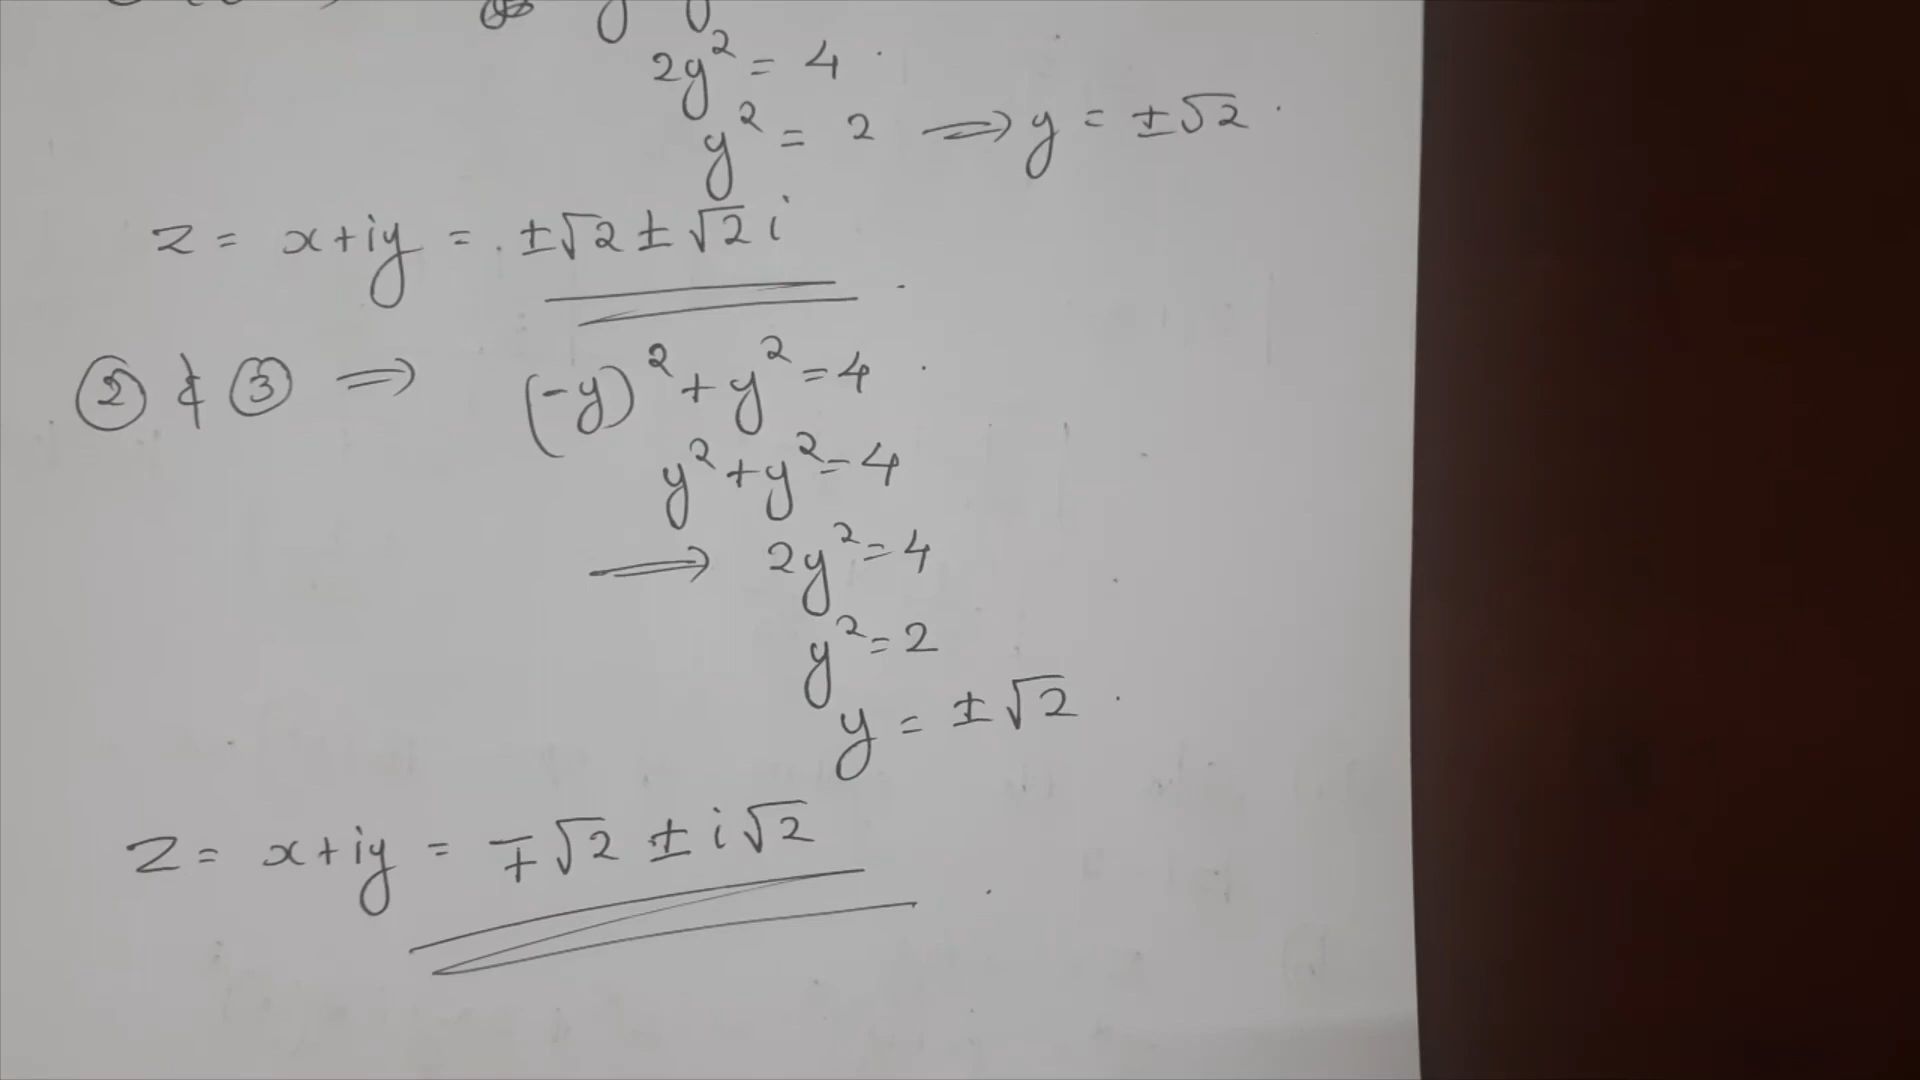 2y² = 4
y² = 2 ⟹ y = ±√2
z = x+iy = ±√2 ± √2 i
② & ③ ⟹ (-y)² + y² = 4
y² + y² = 4
⟹ 2y² = 4
y² = 2
y = ±√2
z = x+iy = ∓√2 ± i√2